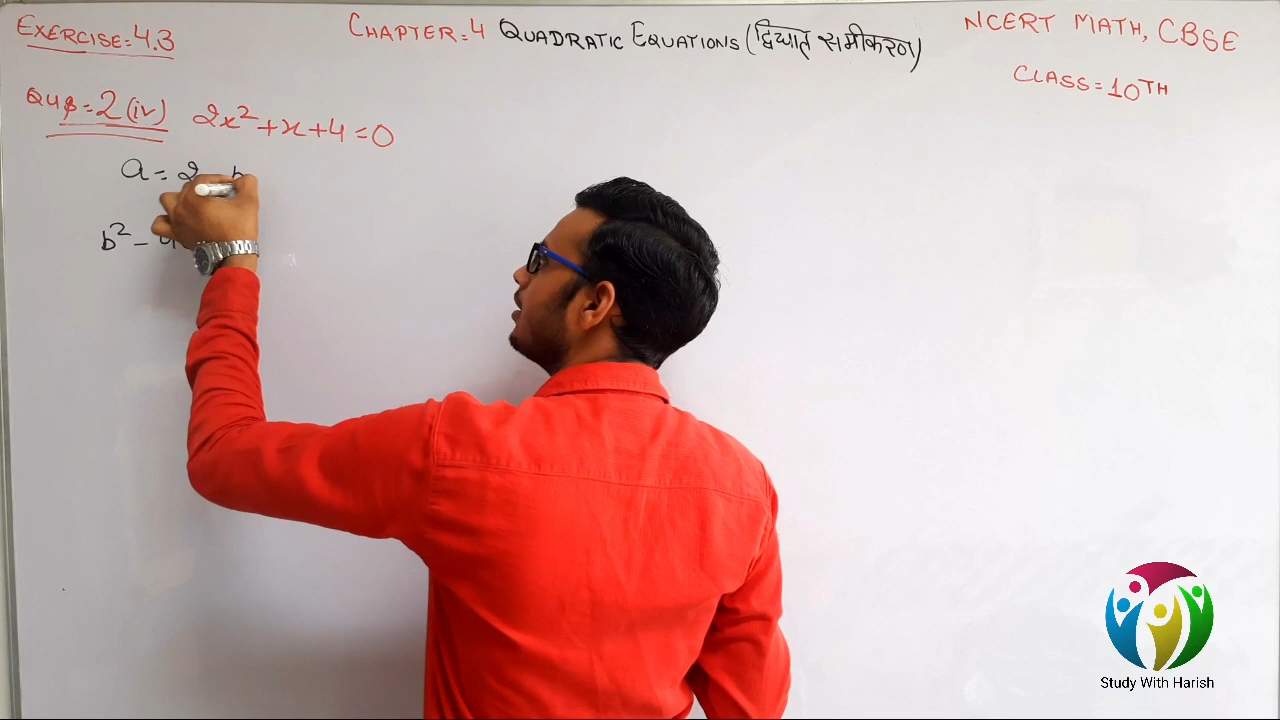 EXERCISE:4.3
CHAPTER:4 QUADRATIC EQUATIONS (द्विघात समीकरण)
NCERT MATH, CBSE
CLASS=10TH
QUS=2(iv) 2x²+x+4=0
a=2 b
b²-4
Study With Harish